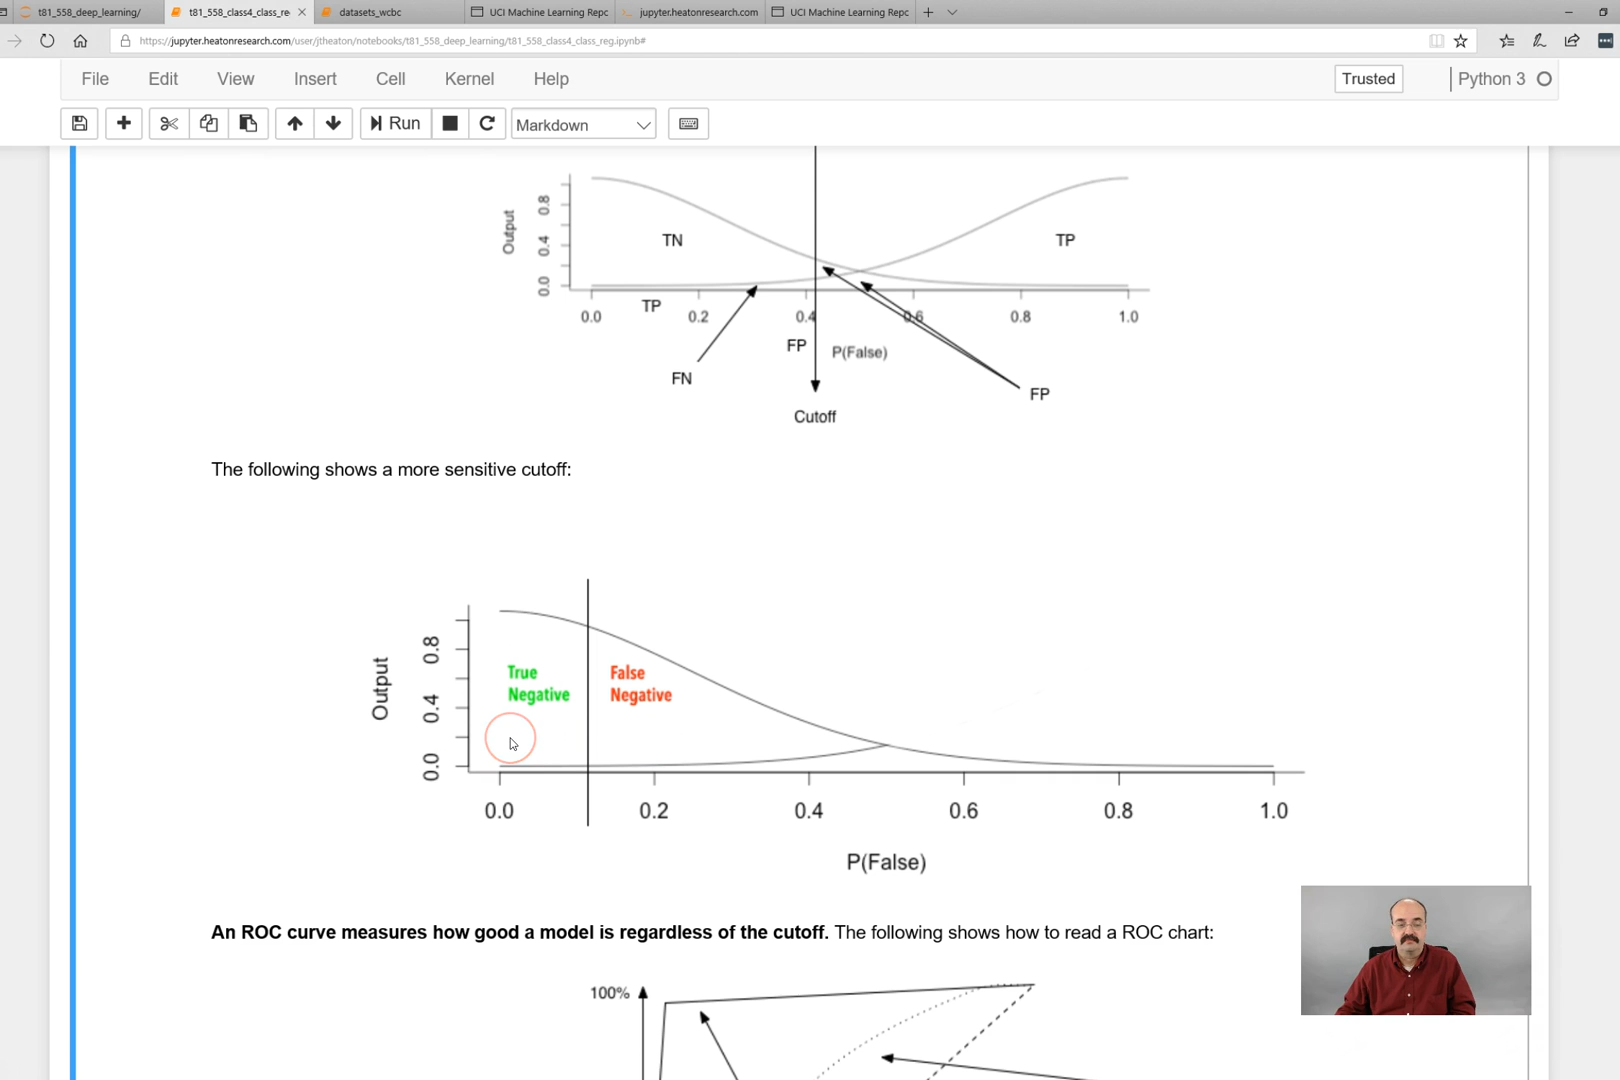 t81_558_deep_learning/
t81_558_class4_class_re
datasets_wcbc
UCI Machine Learning Repc
jupyter.heatonresearch.com
UCI Machine Learning Repc
https://jupyter.heatonresearch.com/user/jtheaton/notebooks/t81_558_deep_learning/t81_558_class4_class_reg.ipynb#
File Edit View Insert Cell Kernel Help
Trusted
Python 3
Run
Markdown
Output
0.8
0.4
0.0
TN
TP
TP
0.0 0.2 0.4 0.6 0.8 1.0
FP
P(False)
FN
FP
Cutoff
The following shows a more sensitive cutoff:
Output
0.8
0.4
0.0
True
Negative
False
Negative
0.0 0.2 0.4 0.6 0.8 1.0
P(False)
An ROC curve measures how good a model is regardless of the cutoff. The following shows how to read a ROC chart:
100%